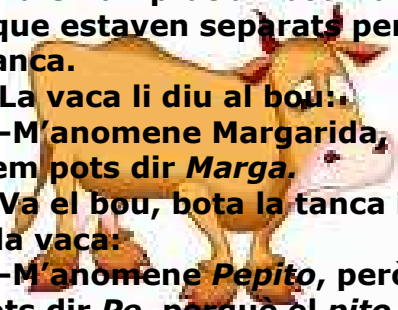 que estaven separats per
anca.
La vaca li diu al bou:
–M’anomene Margarida,
em pots dir Marga.
Va el bou, bota la tanca i
la vaca:
–M’anomene Pepito, però
ots dir Pe, perquè el pito